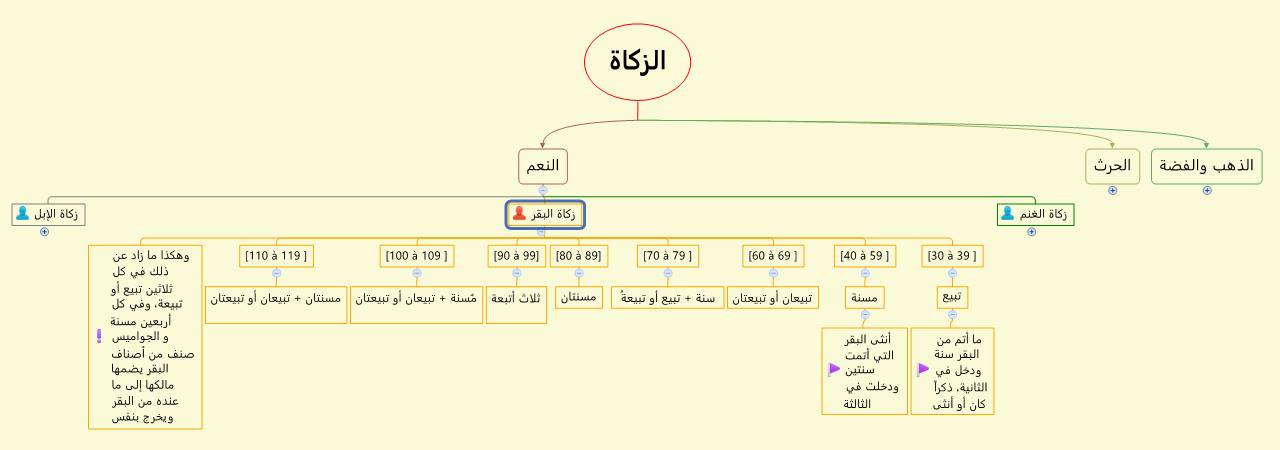 الزكاة
الذهب والفضة
الحرث
النعم
زكاة الغنم
زكاة البقر
زكاة الإبل
[30 à 39 ]
[40 à 59 ]
[60 à 69 ]
[70 à 79 ]
[80 à 89]
[90 à 99]
[100 à 109 ]
[110 à 119 ]
تبيع
مسنة
تبيعان أو تبيعتان
سنة + تبيع أو تبيعةُ
مسنتان
ثلاث أتبعة
مُسنة + تبيعان أو تبيعتان
مسنتان + تبيعان أو تبيعتان
ما أتم من
البقر سنة
ودخل في
الثانية، ذكراً
كان أو أنثى
أنثى البقر
التي أتمت
سنتين
ودخلت في
الثالثة
وهكذا ما زاد عن
ذلك في كل
ثلاثين تبيع أو
تبيعة، وفي كل
أربعين مسنة
و الجواميس
صنف من أصناف
البقر يضمها
مالكها إلى ما
عنده من البقر
ويخرج بنفس